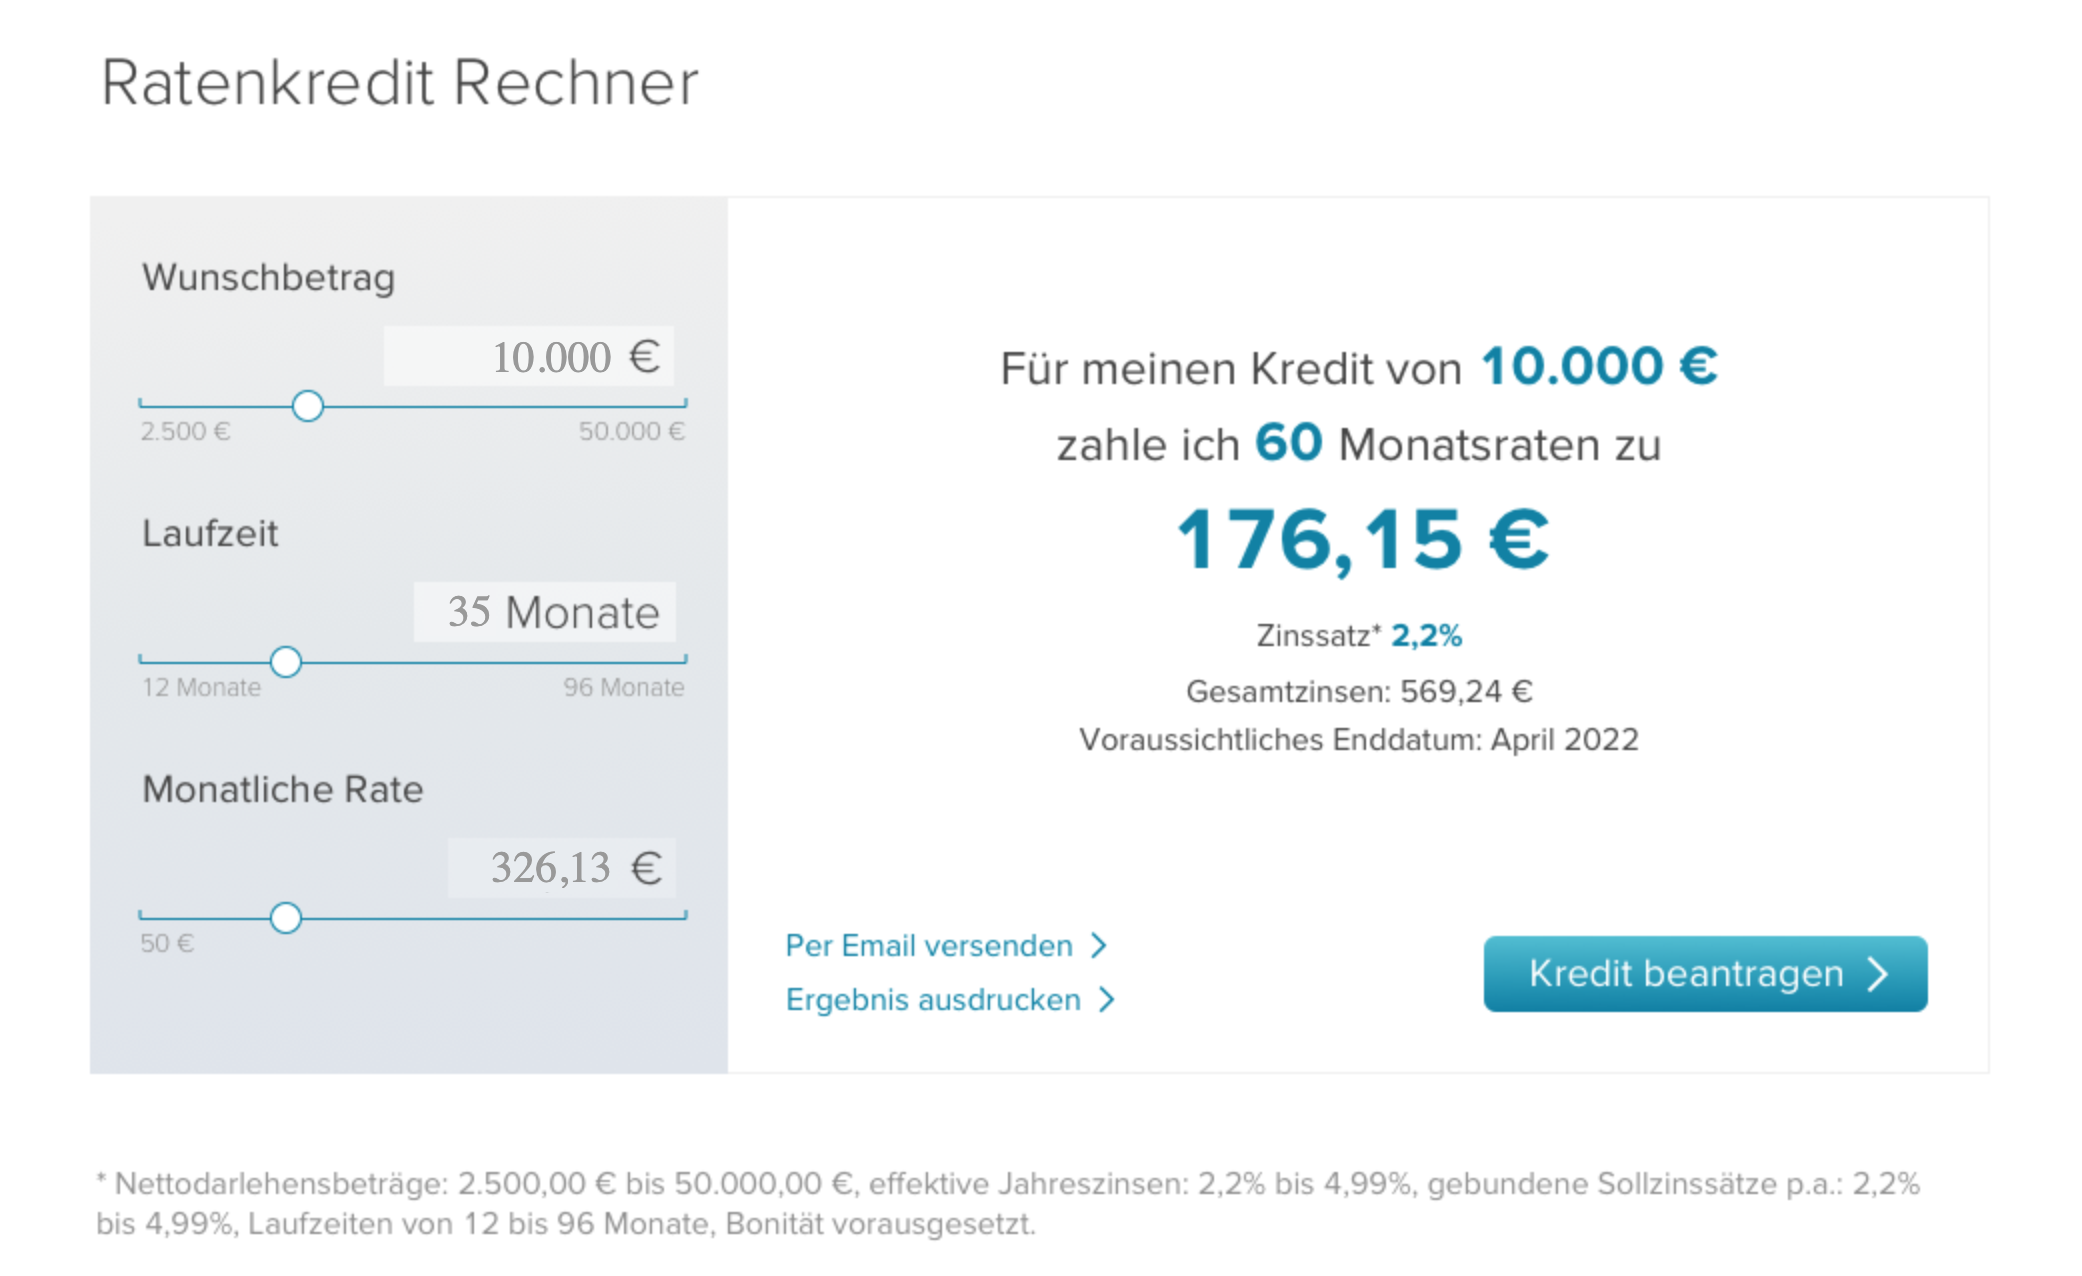 Ratenkredit Rechner
Wunschbetrag
10.000 €
2.500 € 50.000 €
Laufzeit
35 Monate
12 Monate 96 Monate
Monatliche Rate
326,13 €
50 €
Für meinen Kredit von 10.000 €
zahle ich 60 Monatsraten zu
176,15 €
Zinssatz* 2,2%
Gesamtzinsen: 569,24 €
Voraussichtliches Enddatum: April 2022
Per Email versenden
Ergebnis ausdrucken
Kredit beantragen
* Nettodarlehensbeträge: 2.500,00 € bis 50.000,00 €, effektive Jahreszinsen: 2,2% bis 4,99%, gebundene Sollzinssätze p.a.: 2,2%
bis 4,99%, Laufzeiten von 12 bis 96 Monate, Bonität vorausgesetzt.